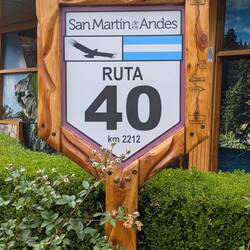 San Martín de los Andes
RUTA
40
km 2212